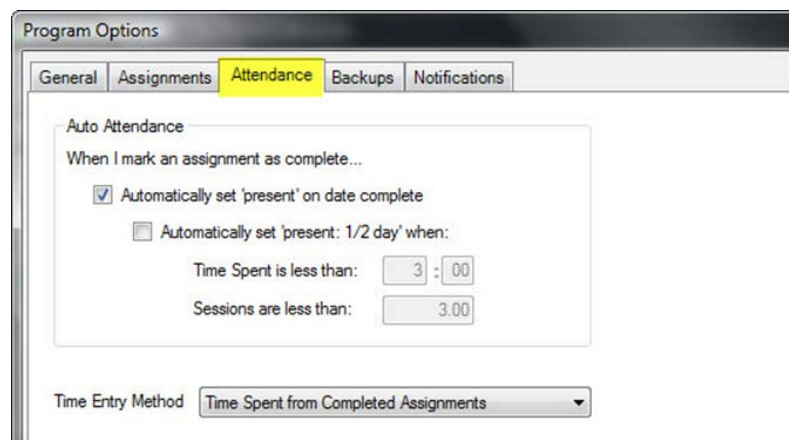 Program Options
General Assignments Attendance Backups Notifications
Auto Attendance
When I mark an assignment as complete...
Automatically set 'present' on date complete
Automatically set 'present: 1/2 day' when:
Time Spent is less than: 3 : 00
Sessions are less than: 3.00
Time Entry Method Time Spent from Completed Assignments